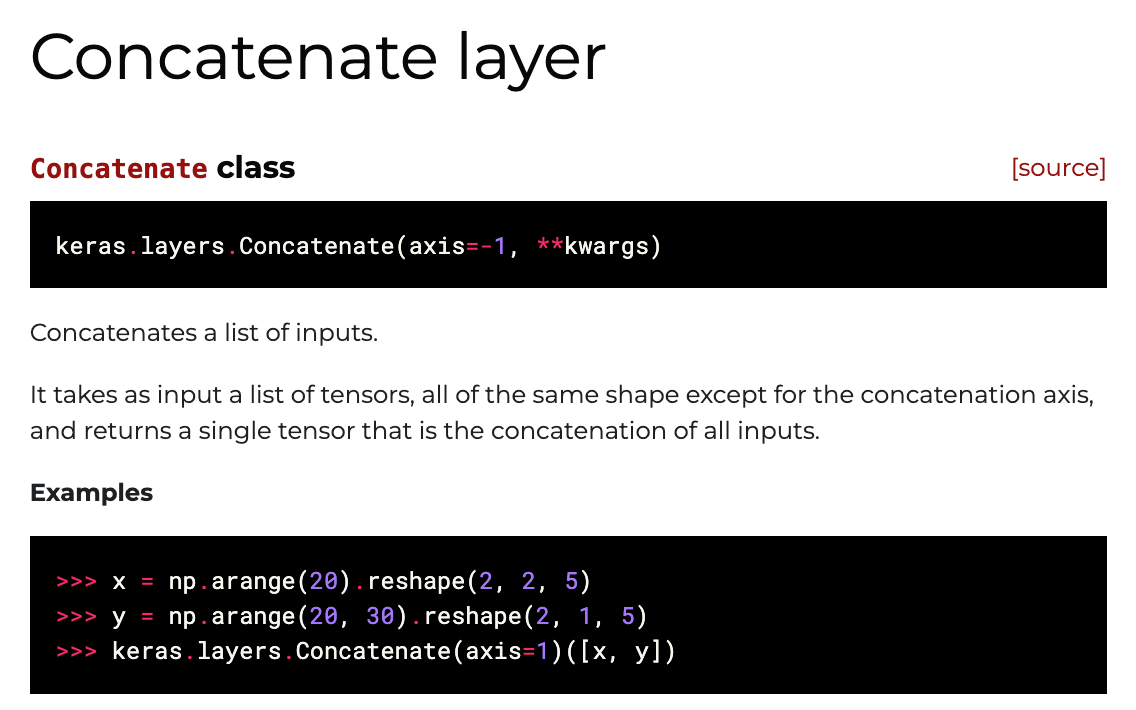 Concatenate layer
Concatenate class
[source]
keras.layers.Concatenate(axis=-1, **kwargs)
Concatenates a list of inputs.
It takes as input a list of tensors, all of the same shape except for the concatenation axis,
and returns a single tensor that is the concatenation of all inputs.
Examples
>>> x = np.arange(20).reshape(2, 2, 5)
>>> y = np.arange(20, 30).reshape(2, 1, 5)
>>> keras.layers.Concatenate(axis=1)([x, y])